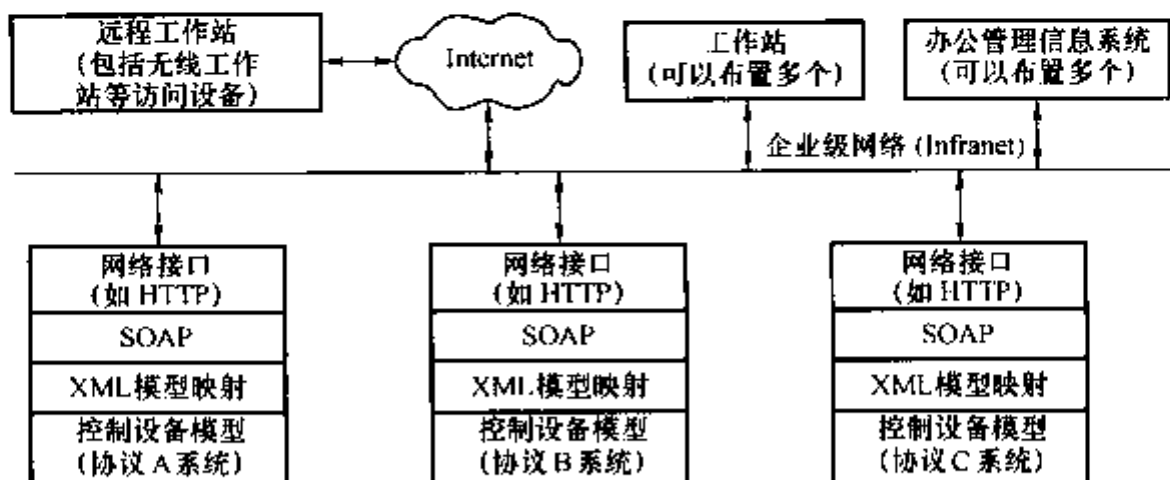 远程工作站
(包括无线工作
站等访问设备)
Internet
工作站
(可以布置多个)
办公管理信息系统
(可以布置多个)
企业级网络 (Infranet)
网络接口
(如 HTTP)
SOAP
XML模型映射
控制设备模型
(协议 A 系统)
网络接口
(如 HTTP)
SOAP
XML模型映射
控制设备模型
(协议 B 系统)
网络接口
(如 HTTP)
SOAP
XML模型映射
控制设备模型
(协议 C 系统)